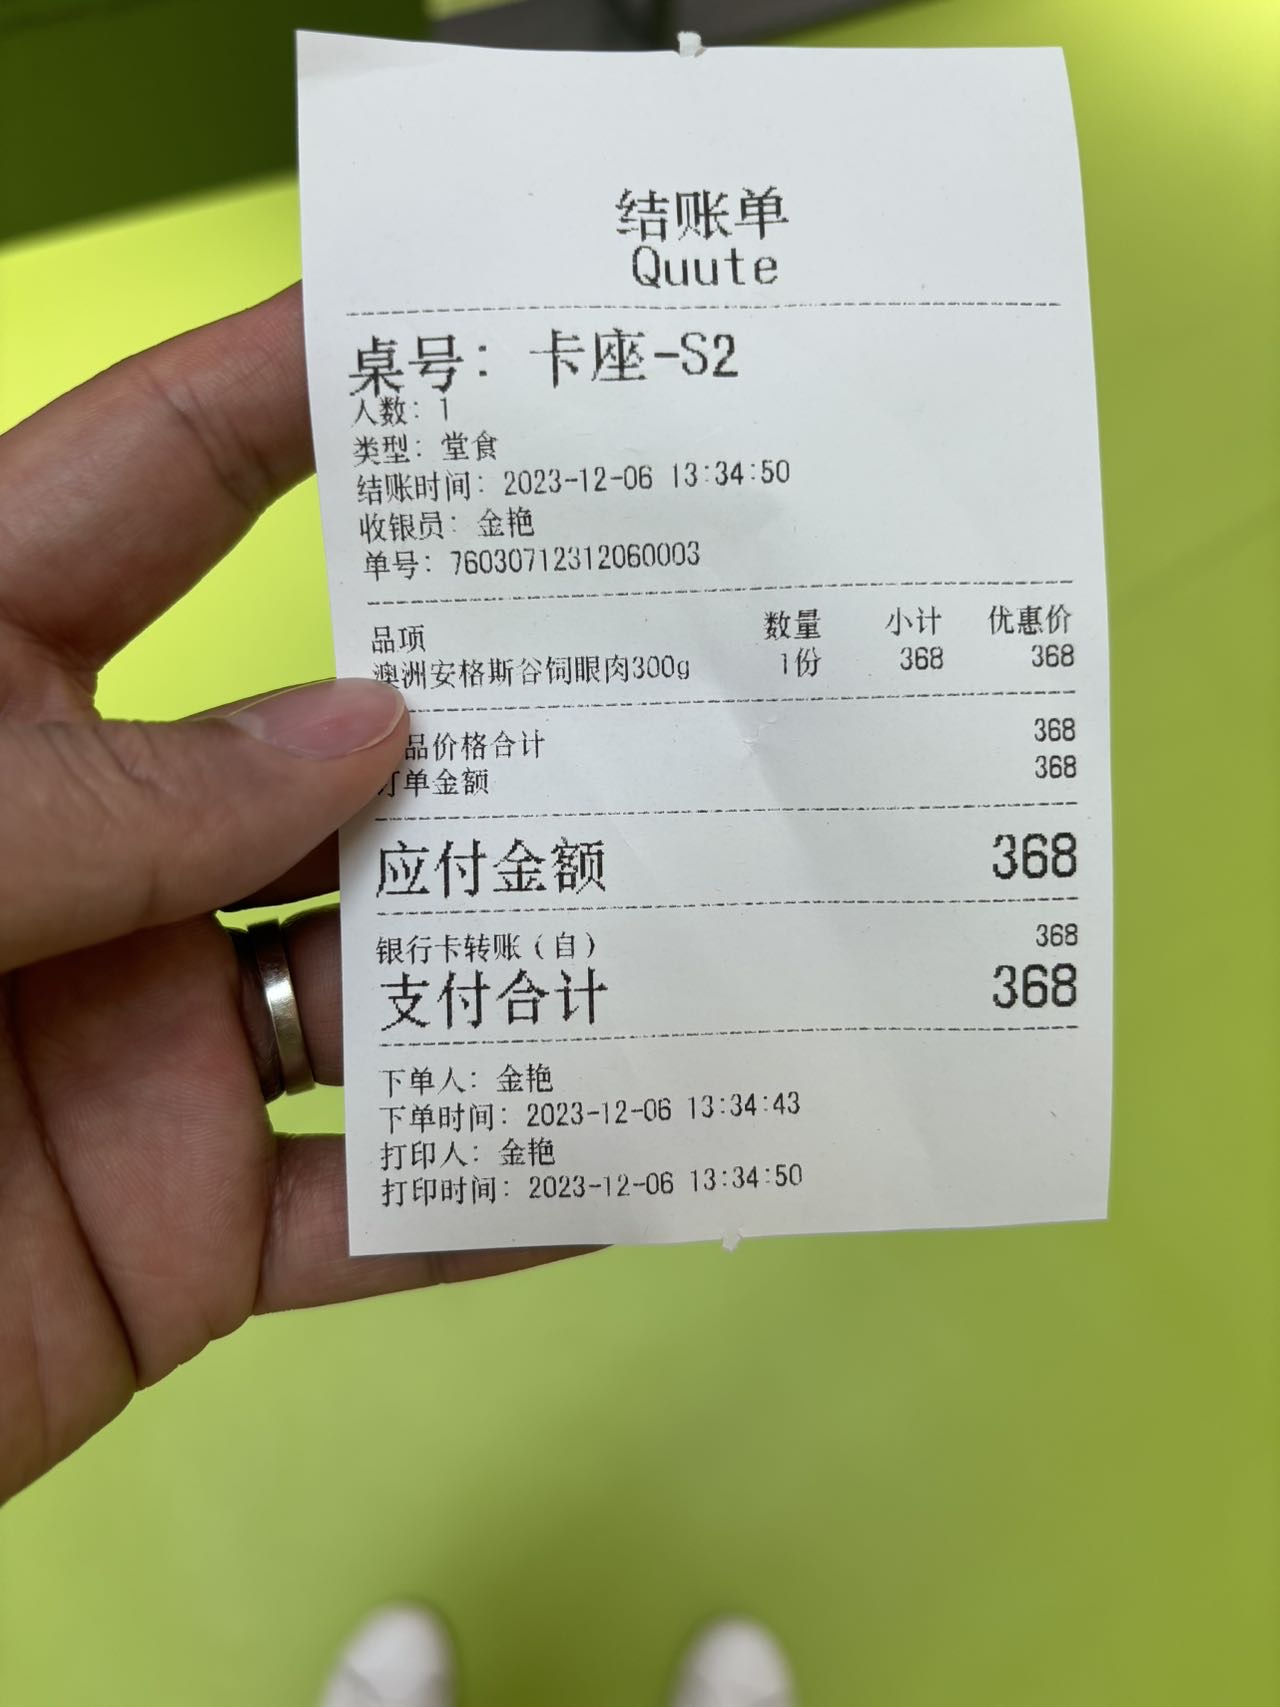 结账单
Quute
桌号: 卡座-S2
人数: 1
类型: 堂食
结账时间: 2023-12-06 13:34:50
收银员: 金艳
单号: 76030712312060003
品项 数量 小计 优惠价
澳洲安格斯谷饲眼肉300g 1份 368 368
品价格合计 368
订单金额 368
应付金额 368
银行卡转账(自) 368
支付合计 368
下单人: 金艳
下单时间: 2023-12-06 13:34:43
打印人: 金艳
打印时间: 2023-12-06 13:34:50